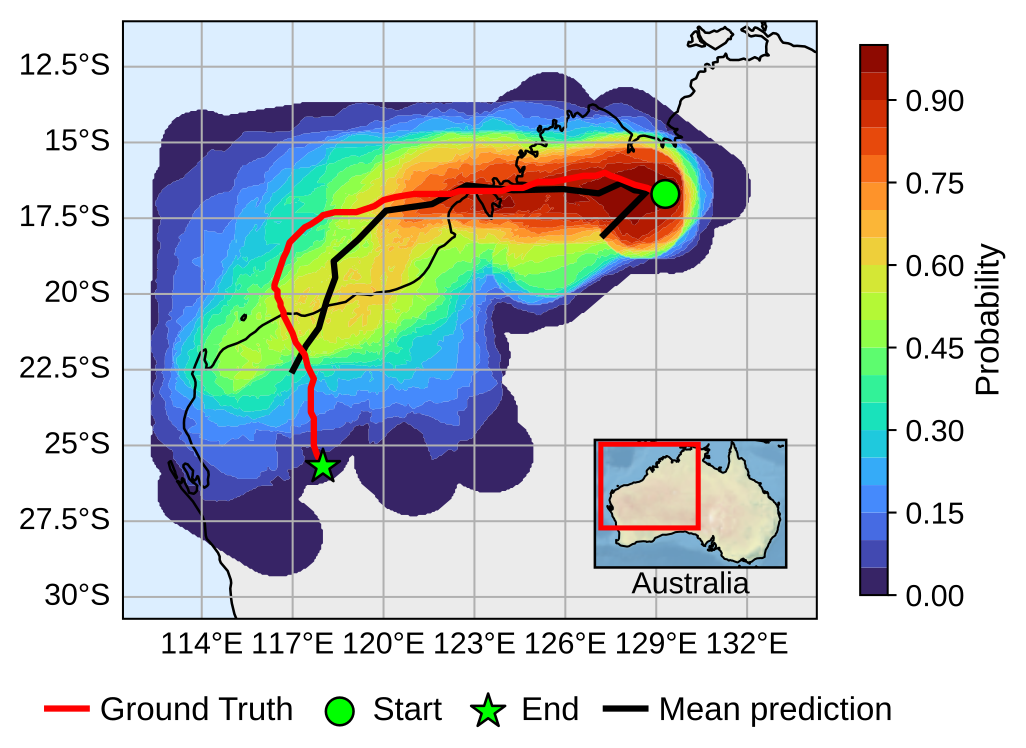 12.5°S
15°S
17.5°S
20°S
22.5°S
25°S
27.5°S
30°S
114°E 117°E 120°E 123°E 126°E 129°E 132°E
Australia
0.90
0.75
0.60
0.45
0.30
0.15
0.00
Probability
Ground Truth Start End Mean prediction